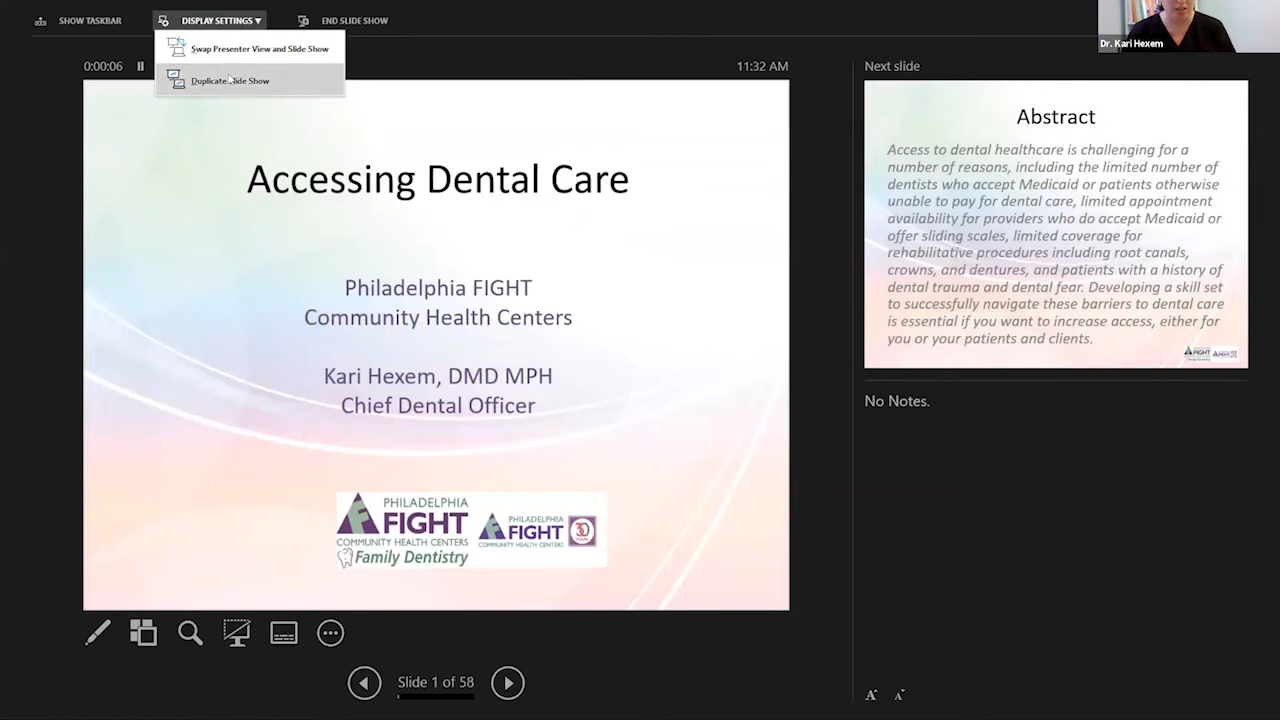 SHOW TASKBAR
DISPLAY SETTINGS ▼
END SLIDE SHOW
Swap Presenter View and Slide Show
Duplicate Slide Show
Dr. Kari Hexem
0:00:06
11:32 AM
Accessing Dental Care
Philadelphia FIGHT
Community Health Centers
Kari Hexem, DMD MPH
Chief Dental Officer
PHILADELPHIA
FIGHT
COMMUNITY HEALTH CENTERS
Family Dentistry
PHILADELPHIA
FIGHT
COMMUNITY HEALTH CENTERS
30
YEARS
Slide 1 of 58
Next slide
Abstract
Access to dental healthcare is challenging for a
number of reasons, including the limited number of
dentists who accept Medicaid or patients otherwise
unable to pay for dental care, limited appointment
availability for providers who do accept Medicaid or
offer sliding scales, limited coverage for
rehabilitative procedures including root canals,
crowns, and dentures, and patients with a history of
dental trauma and dental fear. Developing a skill set
to successfully navigate these barriers to dental care
is essential if you want to increase access, either for
you or your patients and clients.
FIGHT
FIGHT
No Notes.
A
A